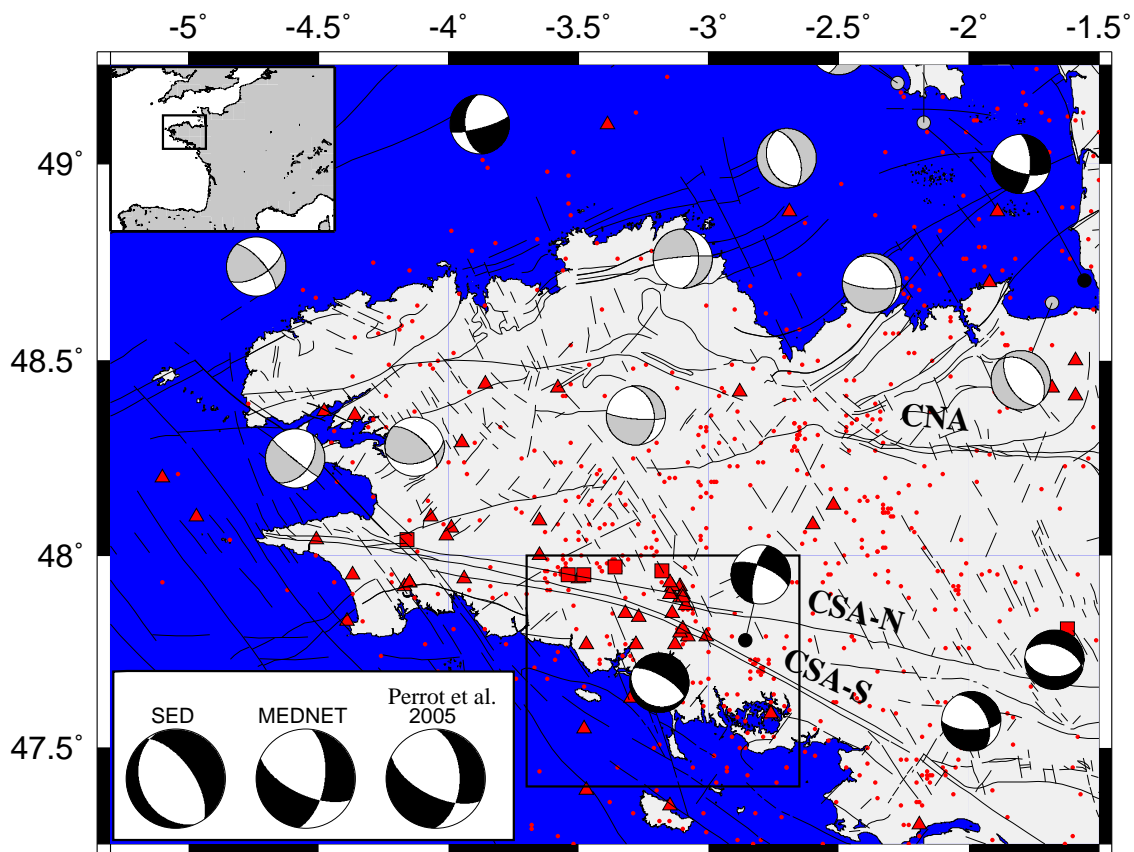 -5˚ -4.5˚ -4˚ -3.5˚ -3˚ -2.5˚ -2˚ -1.5˚
49˚
48.5˚
CNA
48˚
CSA-N
CSA-S
47.5˚
Perrot et al.
SED MEDNET 2005